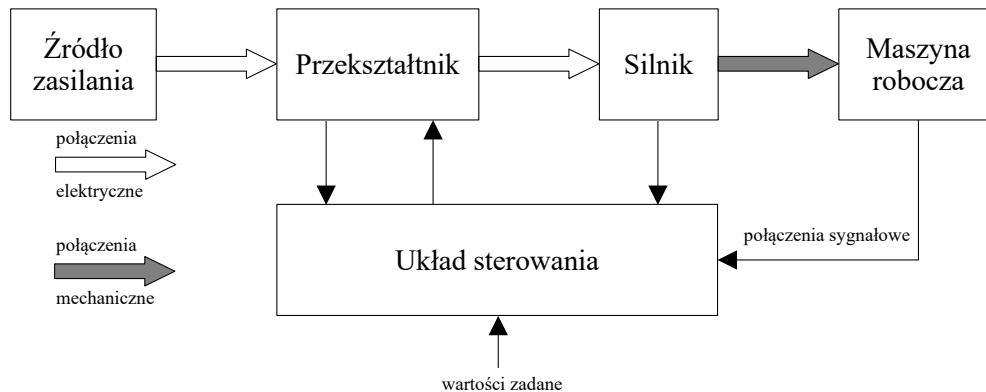 Źródło
zasilania
Przekształtnik
Silnik
Maszyna
robocza
połączenia
elektryczne
połączenia
mechaniczne
Układ sterowania
połączenia sygnałowe
wartości zadane